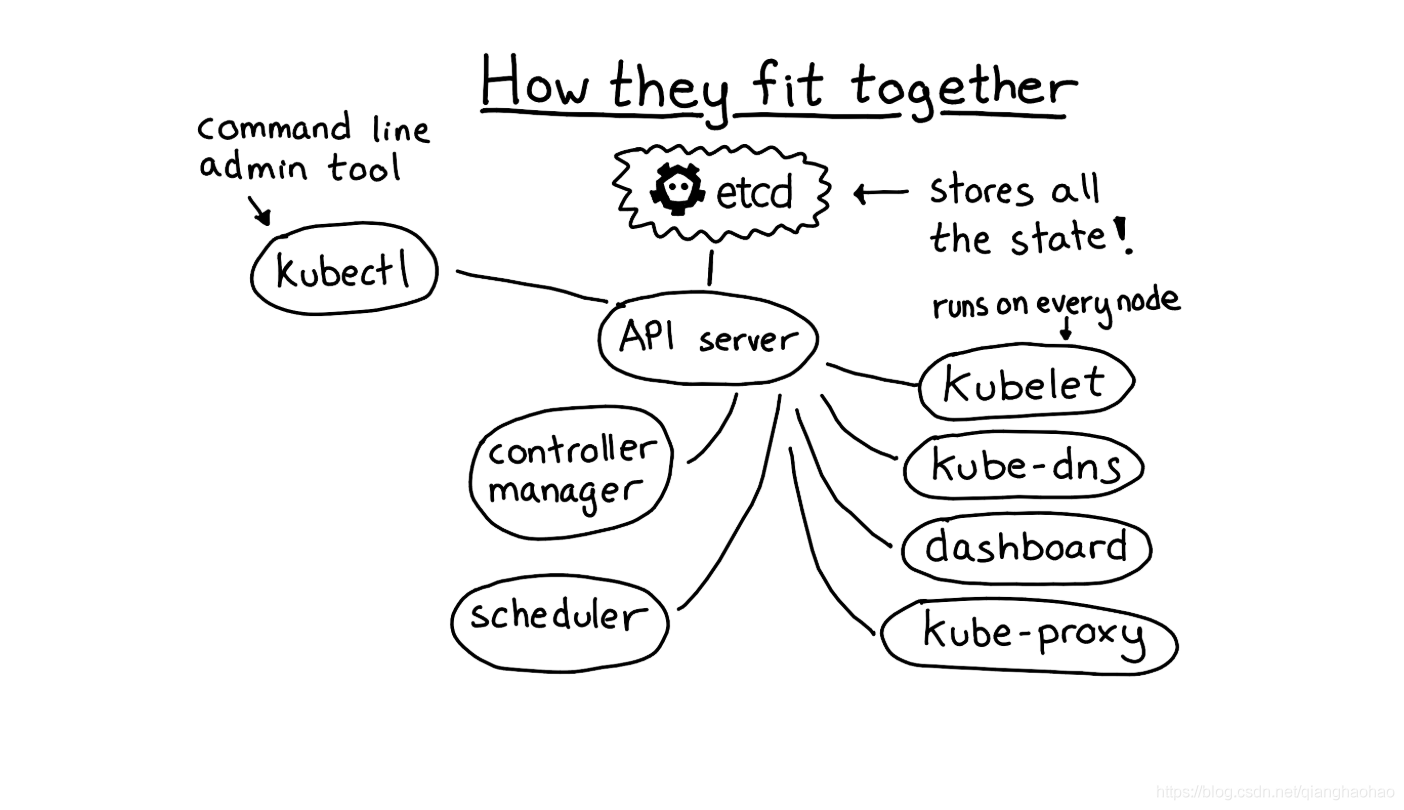 How they fit together
command line
admin tool
etcd
stores all
the state!
kubectl
runs on every node
API server
kubelet
controller
manager
kube-dns
dashboard
scheduler
kube-proxy
https://blog.csdn.net/qianghaohao